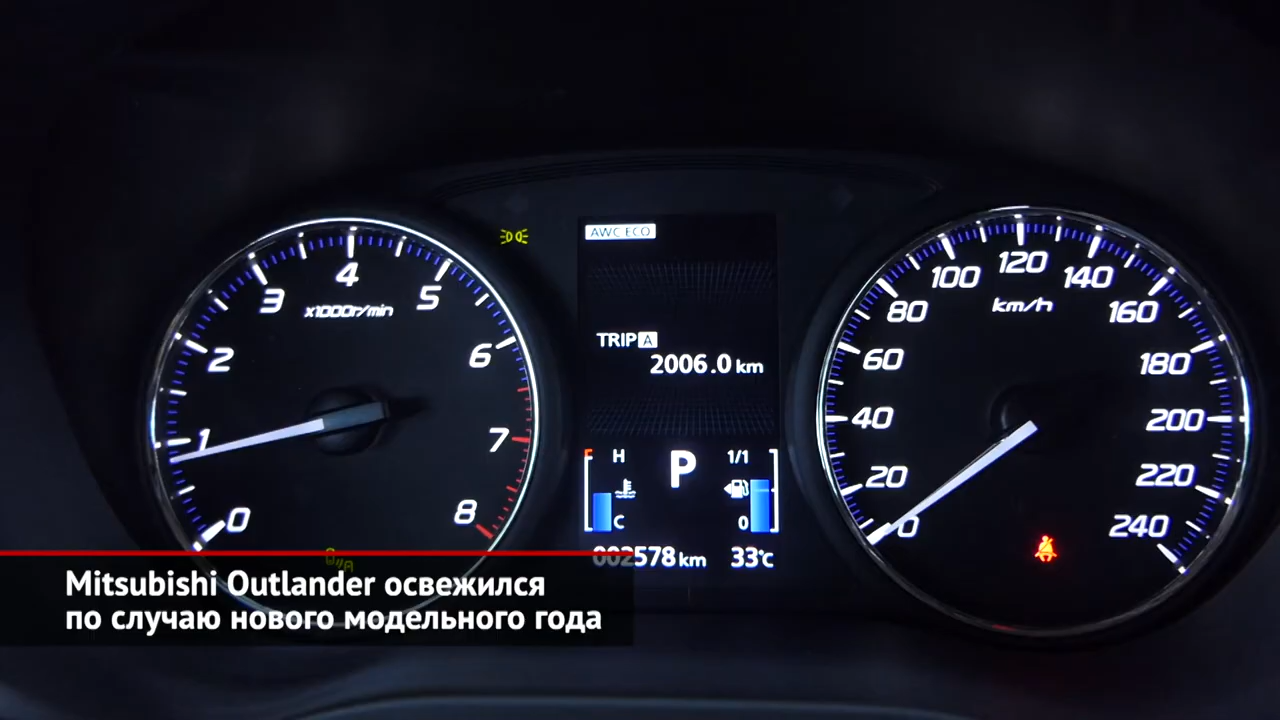 AWC ECO
TRIP A
2006.0 km
H
P
1/1
C
0
002578 km
33°C
0
1
2
3
4
5
6
7
8
x1000r/min
0
20
40
60
80
100
120
140
160
180
200
220
240
km/h
Mitsubishi Outlander освежился
по случаю нового модельного года